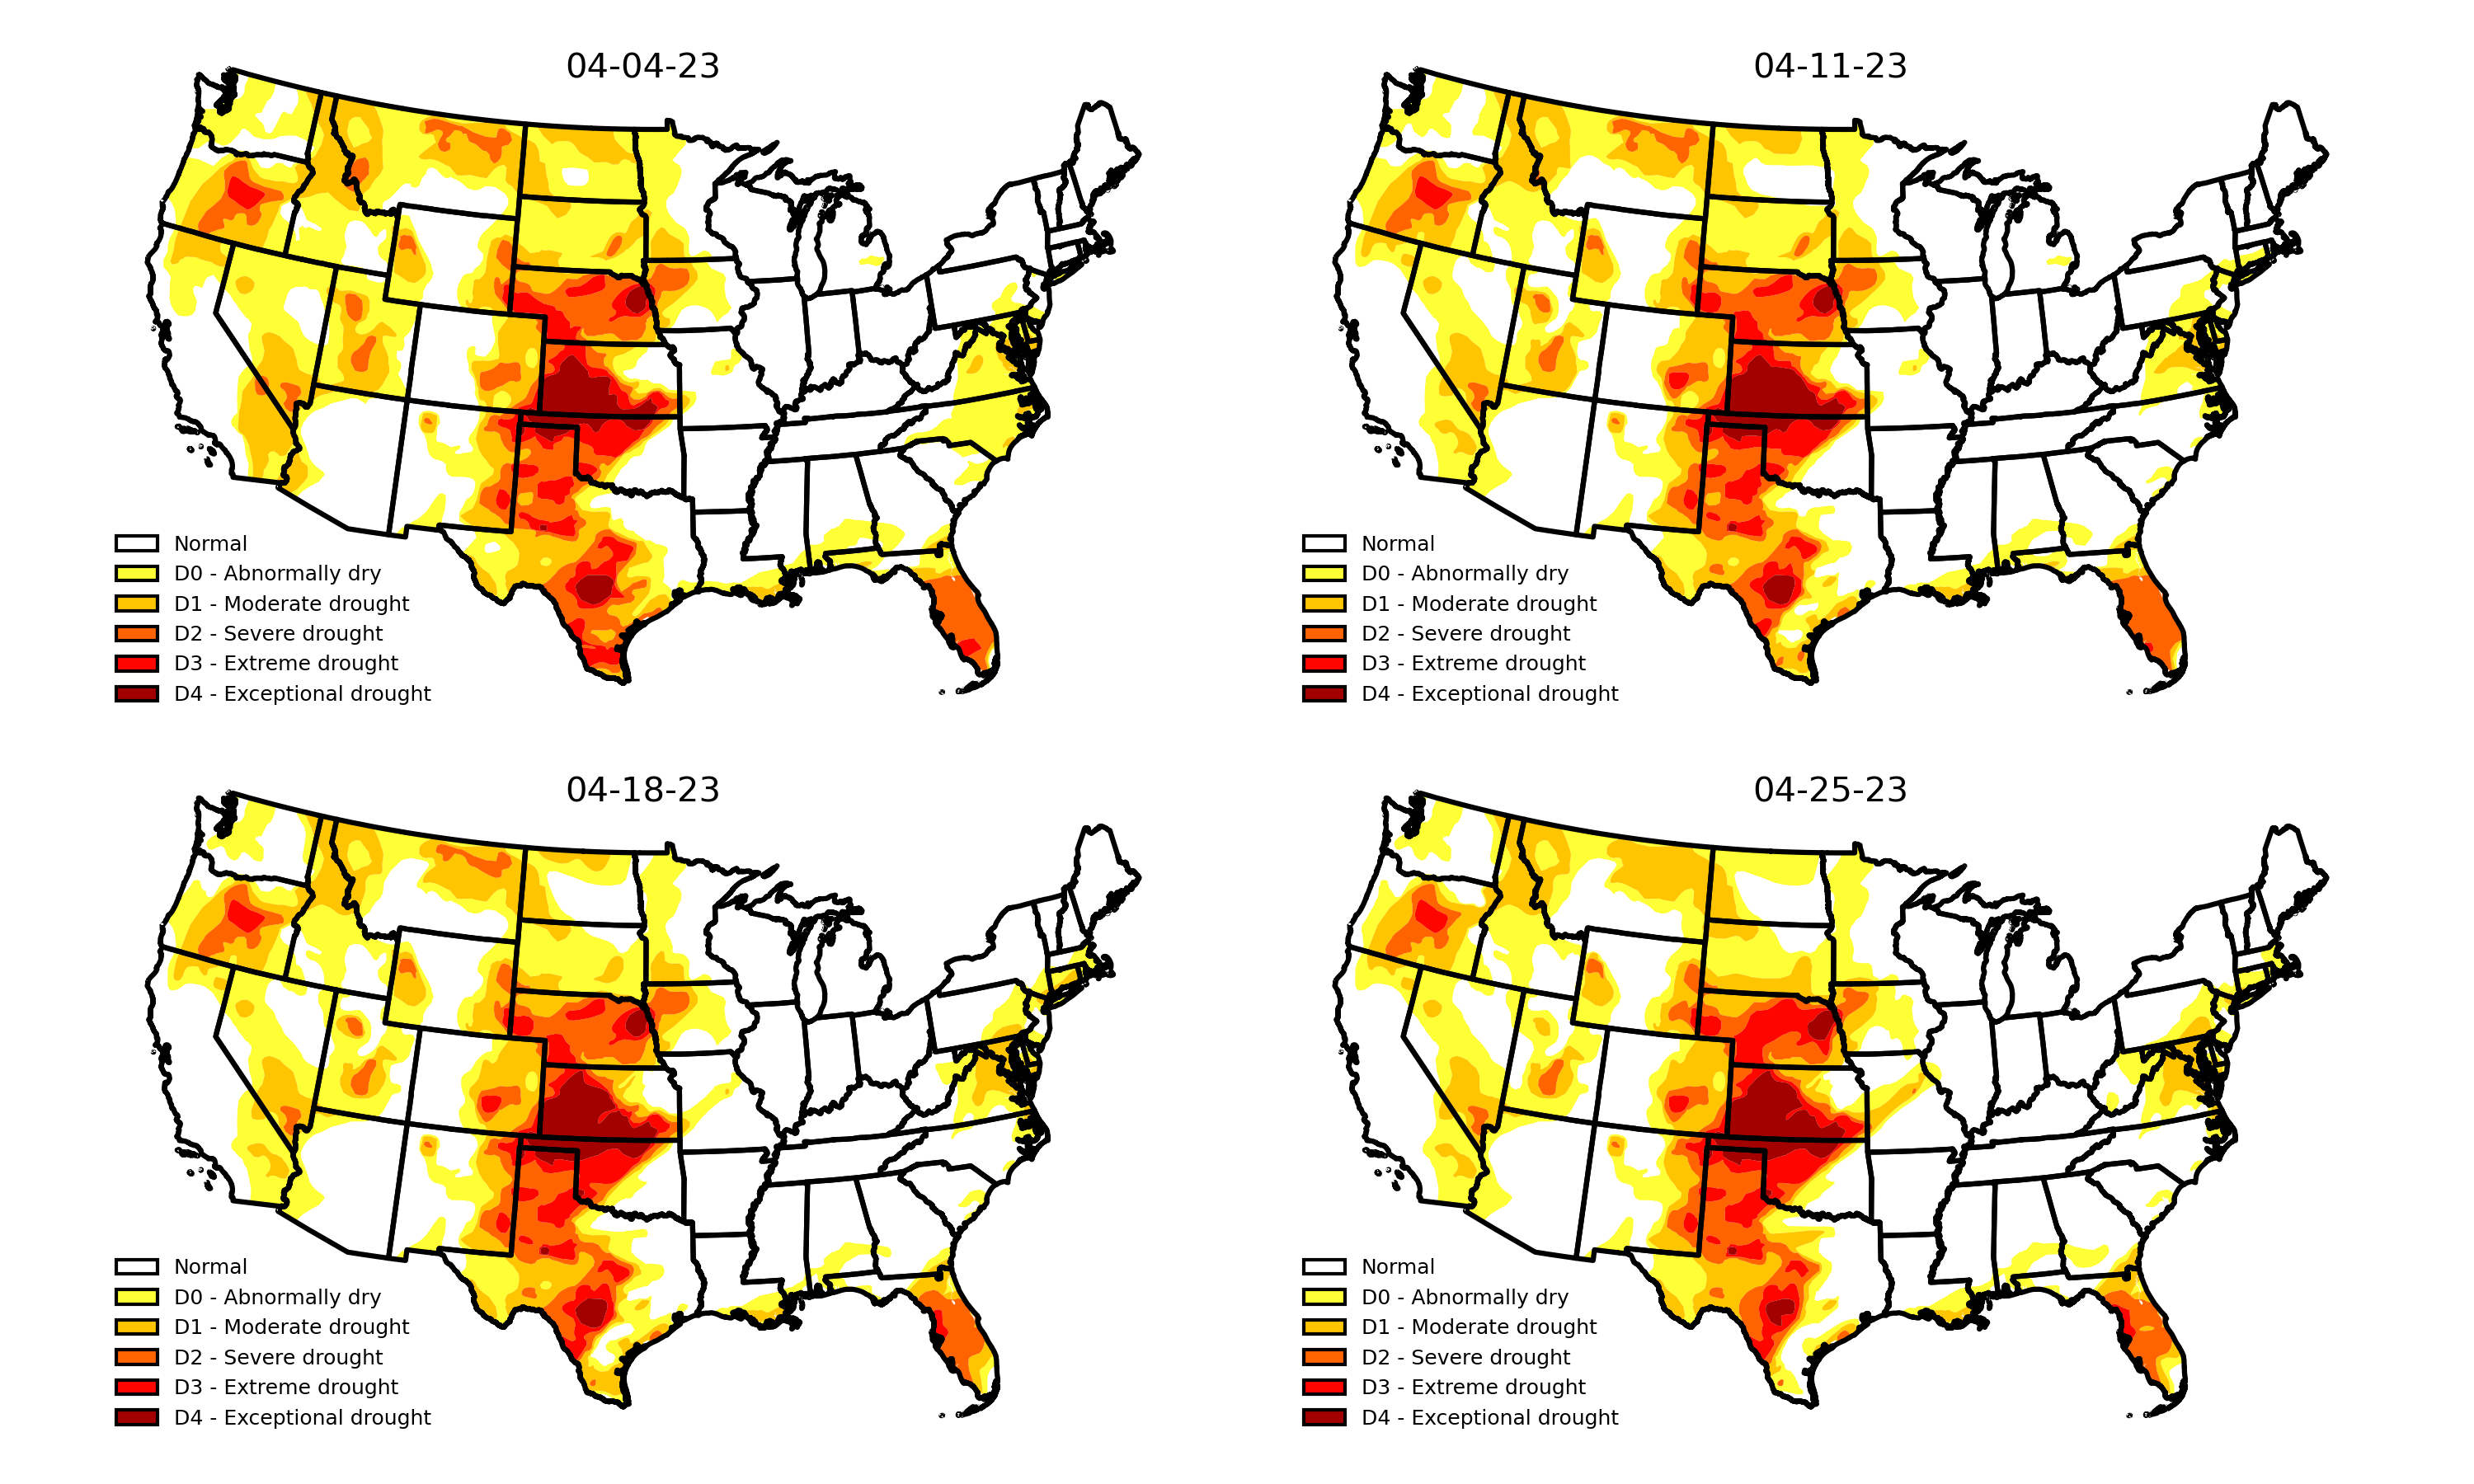 04-04-23
Normal
D0 - Abnormally dry
D1 - Moderate drought
D2 - Severe drought
D3 - Extreme drought
D4 - Exceptional drought
04-11-23
Normal
D0 - Abnormally dry
D1 - Moderate drought
D2 - Severe drought
D3 - Extreme drought
D4 - Exceptional drought
04-18-23
Normal
D0 - Abnormally dry
D1 - Moderate drought
D2 - Severe drought
D3 - Extreme drought
D4 - Exceptional drought
04-25-23
Normal
D0 - Abnormally dry
D1 - Moderate drought
D2 - Severe drought
D3 - Extreme drought
D4 - Exceptional drought